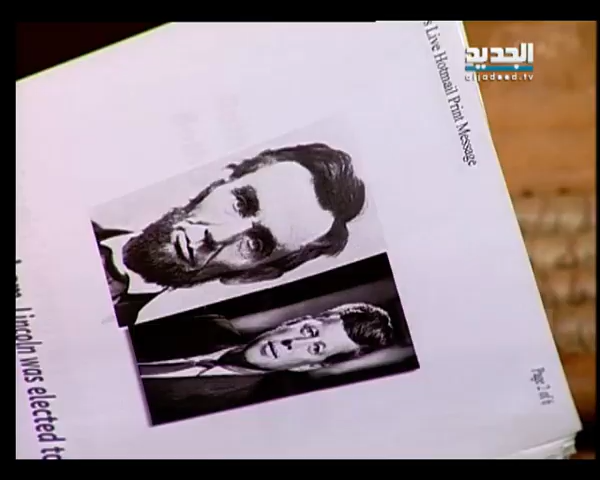 الجديد
aljadeed.tv
s Live Hotmail Print Message
Lincoln was elected to
Page 2 of 6